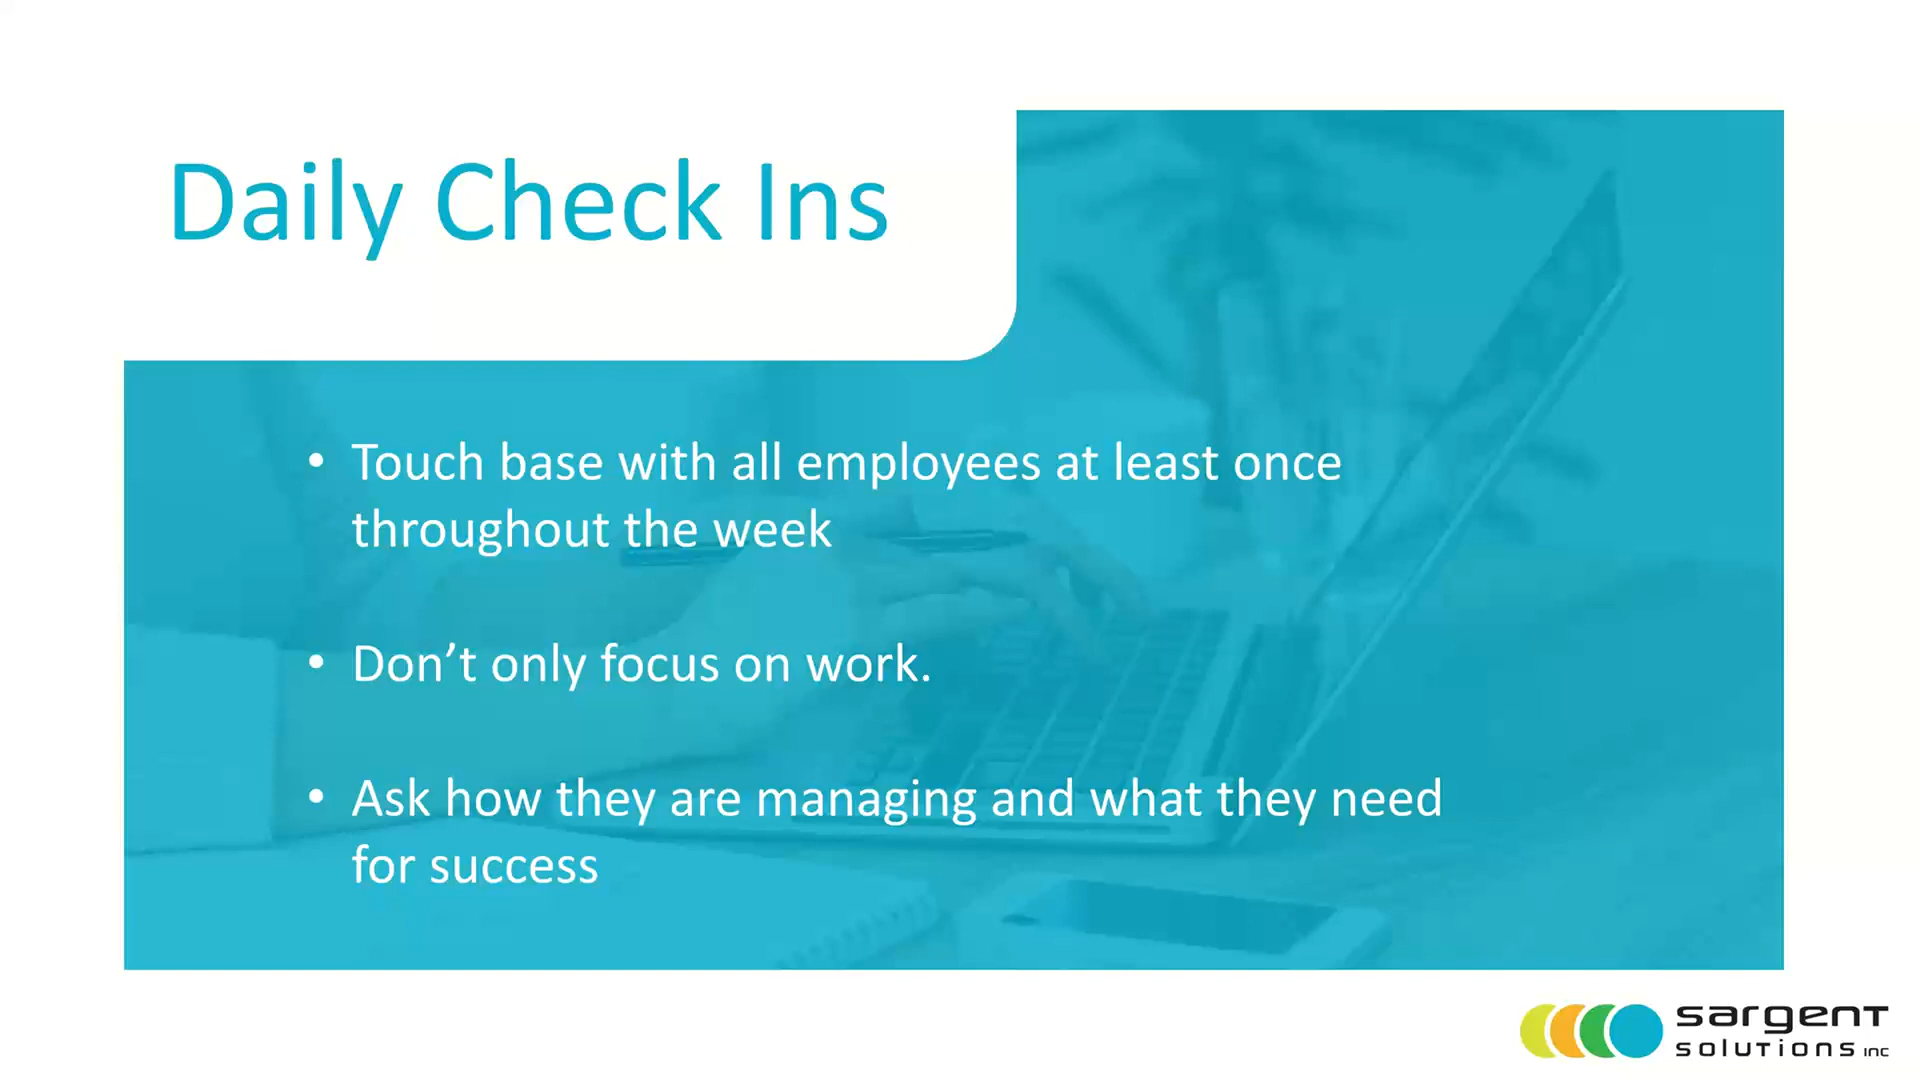 Daily Check Ins
• Touch base with all employees at least once
throughout the week
• Don’t only focus on work.
• Ask how they are managing and what they need
for success
sargent
solutions inc